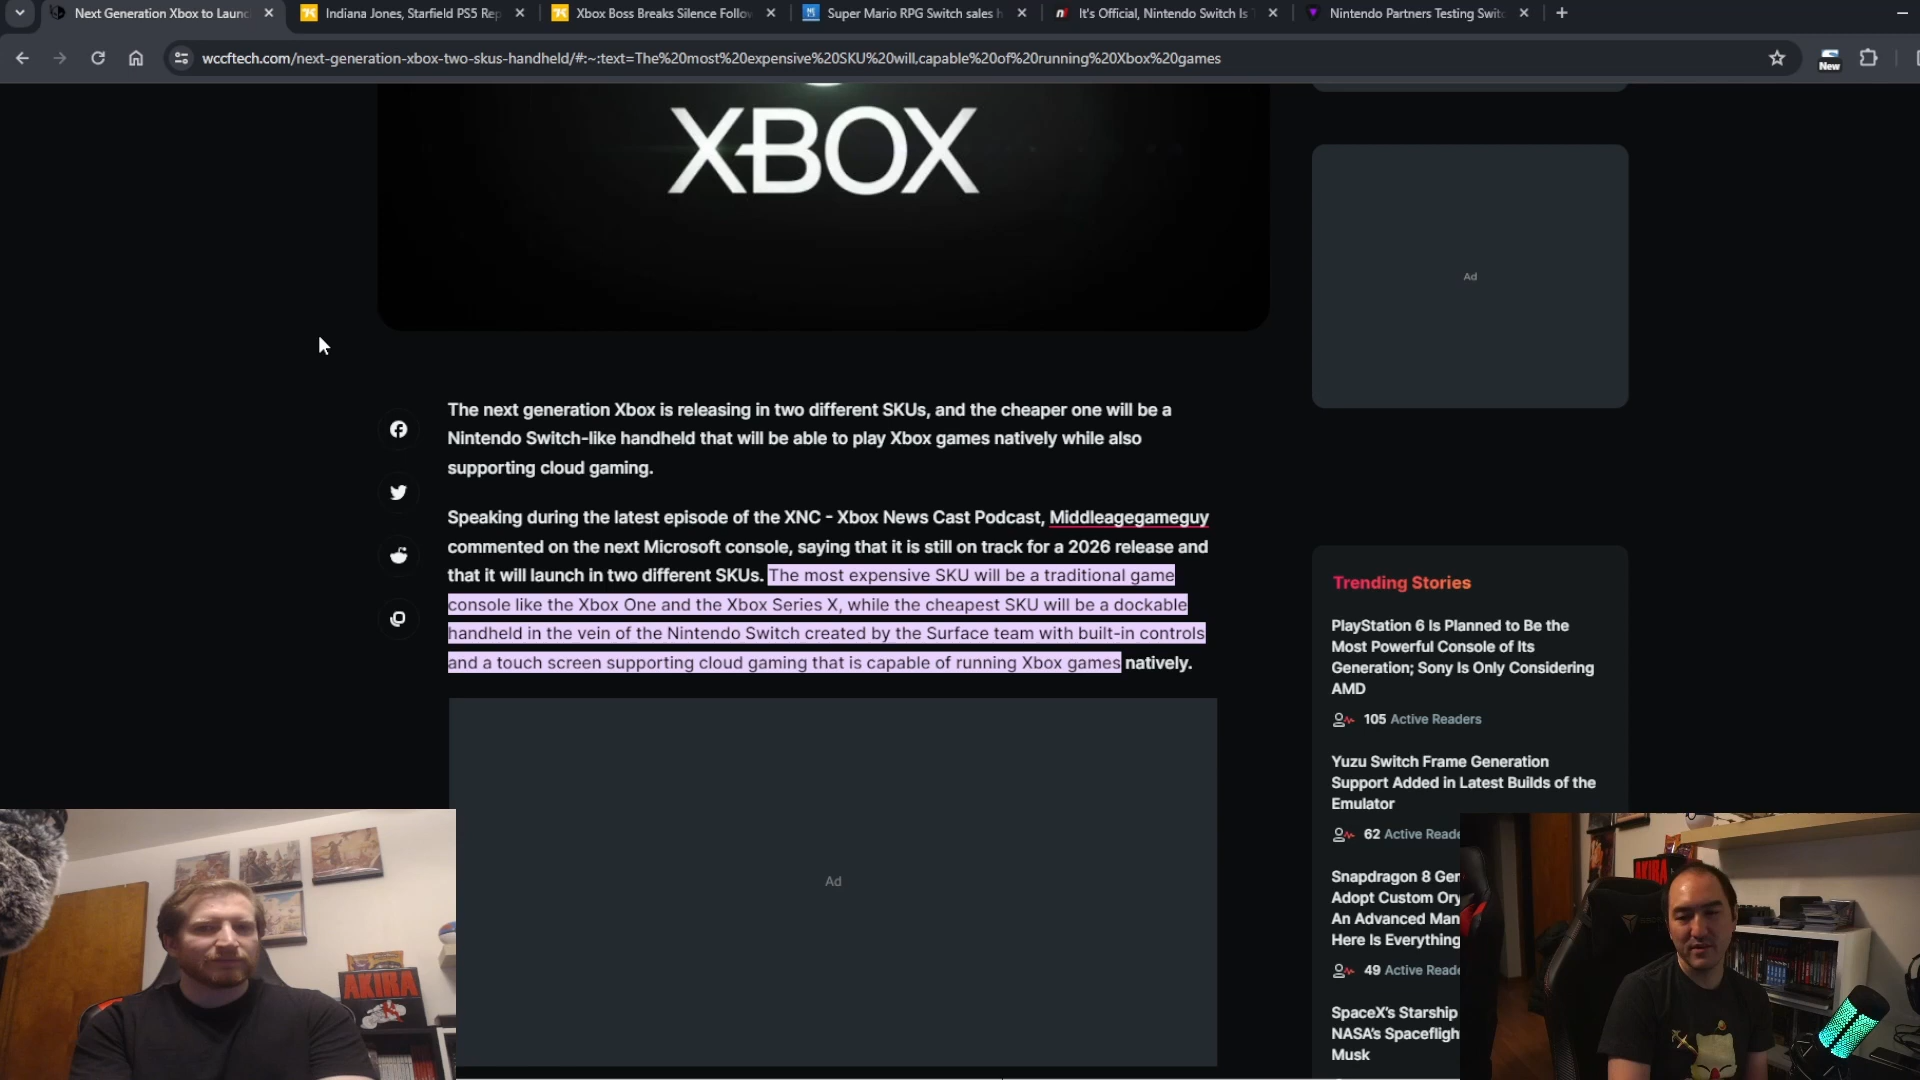 Next Generation Xbox to Launc
Indiana Jones, Starfield PS5 Rep
Xbox Boss Breaks Silence Follow
Super Mario RPG Switch sales h
It's Official, Nintendo Switch Is
Nintendo Partners Testing Switc
wccftech.com/next-generation-xbox-two-skus-handheld/#:~:text=The%20most%20expensive%20SKU%20will,capable%20of%20running%20Xbox%20games
New
XBOX
Ad
The next generation Xbox is releasing in two different SKUs, and the cheaper one will be a
Nintendo Switch-like handheld that will be able to play Xbox games natively while also
supporting cloud gaming.
Speaking during the latest episode of the XNC - Xbox News Cast Podcast, Middleagegameguy
commented on the next Microsoft console, saying that it is still on track for a 2026 release and
that it will launch in two different SKUs. The most expensive SKU will be a traditional game
console like the Xbox One and the Xbox Series X, while the cheapest SKU will be a dockable
handheld in the vein of the Nintendo Switch created by the Surface team with built-in controls
and a touch screen supporting cloud gaming that is capable of running Xbox games natively.
Ad
Trending Stories
PlayStation 6 Is Planned to Be the
Most Powerful Console of Its
Generation; Sony Is Only Considering
AMD
105 Active Readers
Yuzu Switch Frame Generation
Support Added in Latest Builds of the
Emulator
62 Active Reade
Snapdragon 8 Ger
Adopt Custom Ory
An Advanced Man
Here Is Everything
49 Active Reade
SpaceX's Starship
NASA's Spaceflight
Musk
AKIRA
AKIRA